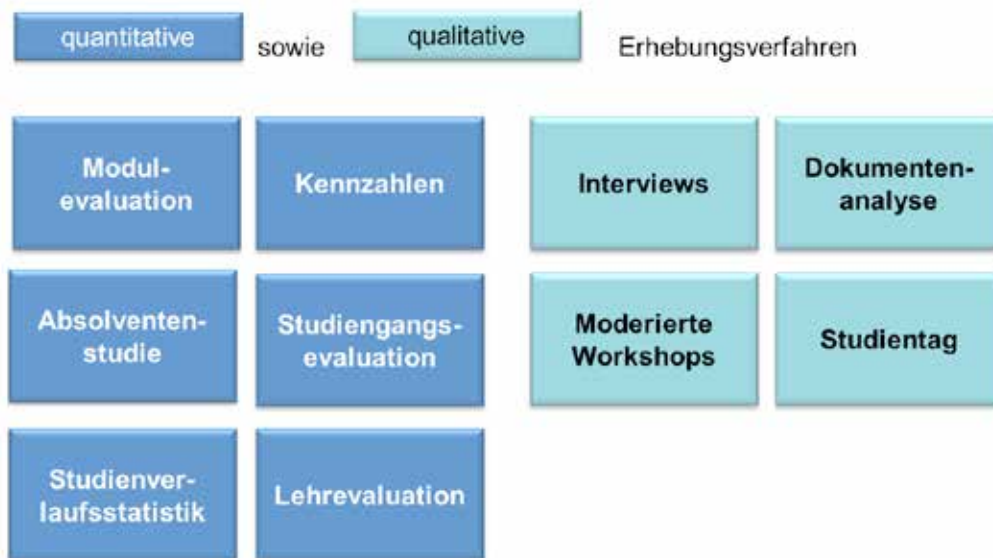 quantitative sowie qualitative Erhebungsverfahren
Modul-
evaluation
Kennzahlen
Interviews
Dokumenten-
analyse
Absolventen-
studie
Studiengangs-
evaluation
Moderierte
Workshops
Studientag
Studienver-
laufsstatistik
Lehrevaluation